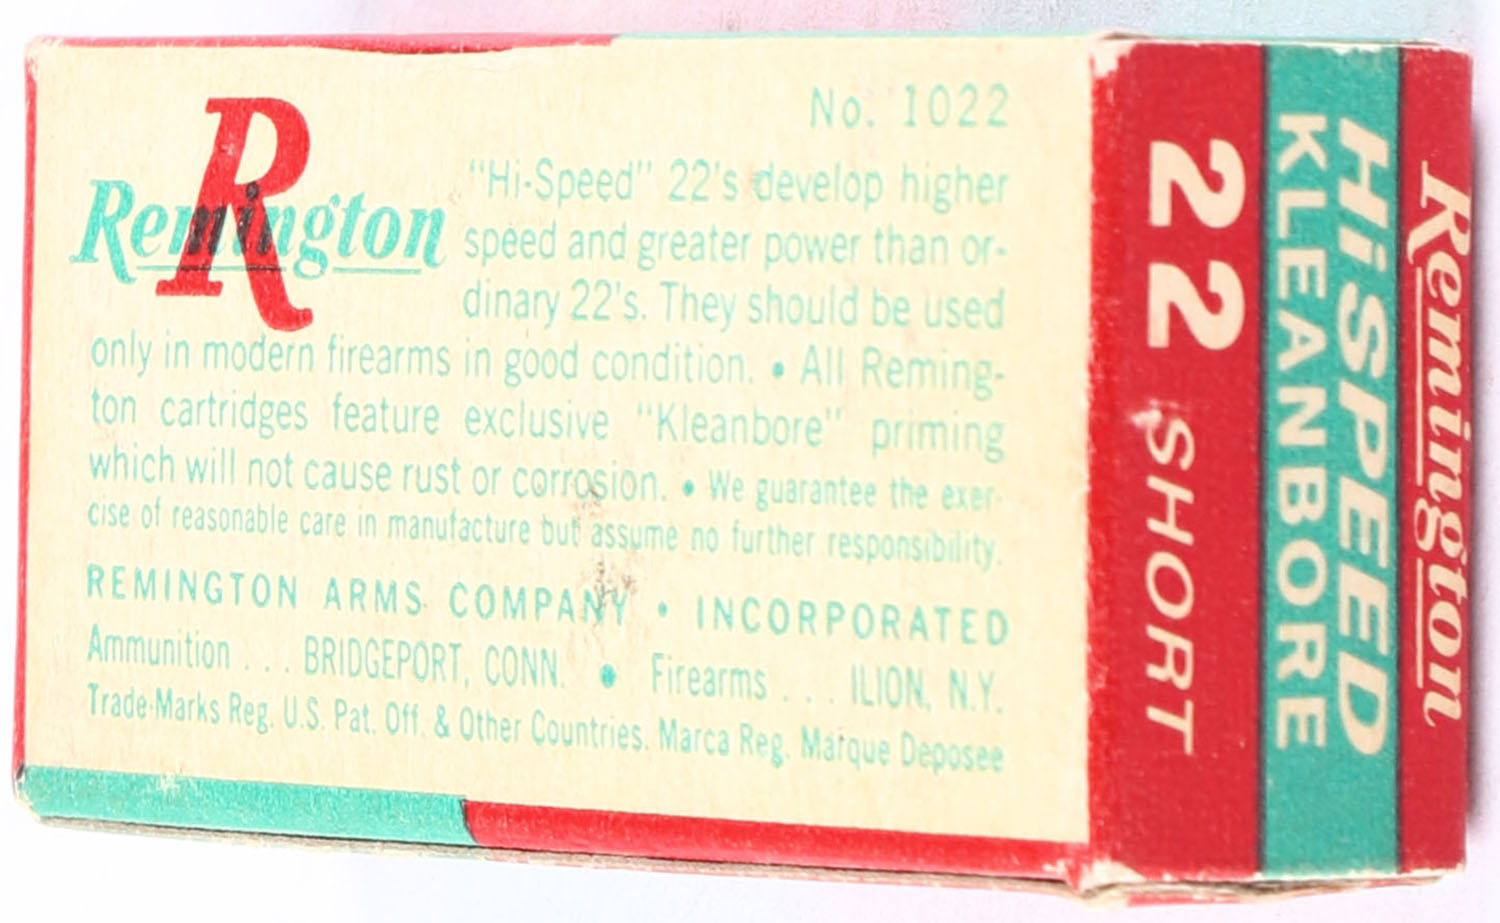 No. 1022
R
Remington
"Hi-Speed" 22's develop higher
speed and greater power than or-
dinary 22's. They should be used
only in modern firearms in good condition. • All Reming-
ton cartridges feature exclusive "Kleanbore" priming
which will not cause rust or corrosion. • We guarantee the exer-
cise of reasonable care in manufacture but assume no further responsibility.
REMINGTON ARMS COMPANY • INCORPORATED
Ammunition . . . BRIDGEPORT, CONN. • Firearms . . . ILION, N.Y.
Trade-Marks Reg. U.S. Pat. Off. & Other Countries. Marca Reg. Marque Deposee
Remington
HiSPEED
KLEANBORE
22 SHORT